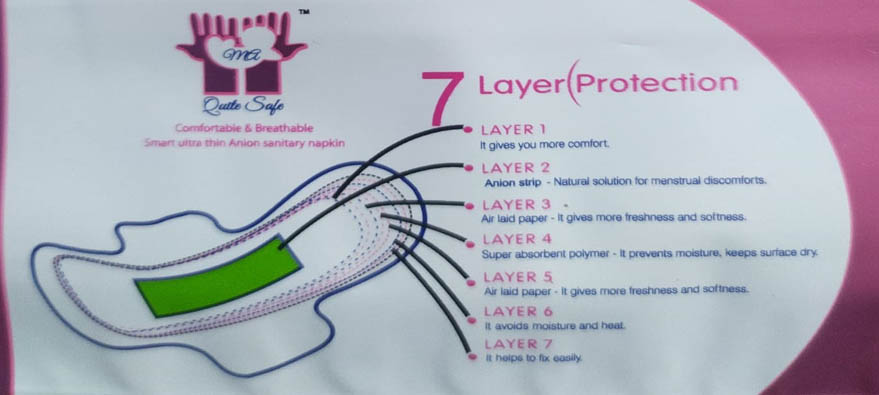 TM
MA
Quite Safe
Comfortable & Breathable
Smart ultra thin Anion sanitary napkin
7 Layer Protection
LAYER 1
It gives you more comfort.
LAYER 2
Anion strip - Natural solution for menstrual discomforts.
LAYER 3
Air laid paper - It gives more freshness and softness.
LAYER 4
Super absorbent polymer - It prevents moisture, keeps surface dry.
LAYER 5
Air laid paper - It gives more freshness and softness.
LAYER 6
It avoids moisture and heat.
LAYER 7
It helps to fix easily.